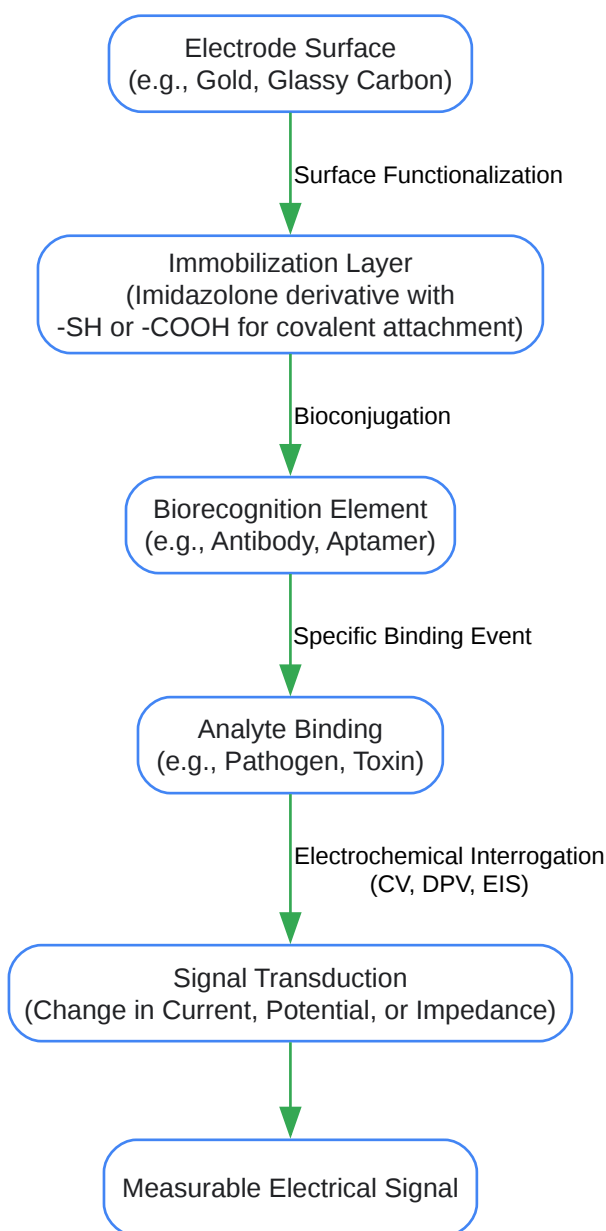 Electrode Surface
(e.g., Gold, Glassy Carbon)
Surface Functionalization
Immobilization Layer
(Imidazolone derivative with
-SH or -COOH for covalent attachment)
Bioconjugation
Biorecognition Element
(e.g., Antibody, Aptamer)
Specific Binding Event
Analyte Binding
(e.g., Pathogen, Toxin)
Electrochemical Interrogation
(CV, DPV, EIS)
Signal Transduction
(Change in Current, Potential, or Impedance)
Measurable Electrical Signal